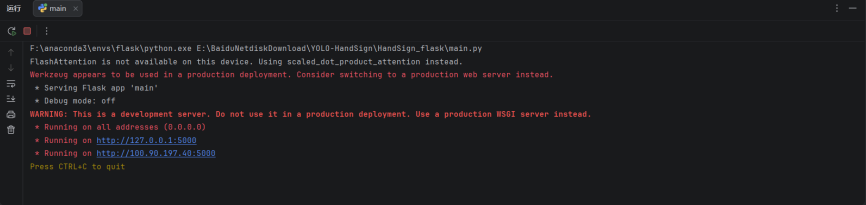 运行 main
F:\anaconda3\envs\flask\python.exe E:\BaiduNetdiskDownload\YOLO-HandSign\HandSign_flask\main.py
FlashAttention is not available on this device. Using scaled_dot_product_attention instead.
Werkzeug appears to be used in a production deployment. Consider switching to a production web server instead.
* Serving Flask app 'main'
* Debug mode: off
WARNING: This is a development server. Do not use it in a production deployment. Use a production WSGI server instead.
* Running on all addresses (0.0.0.0)
* Running on http://127.0.0.1:5000
* Running on http://100.90.197.40:5000
Press CTRL+C to quit